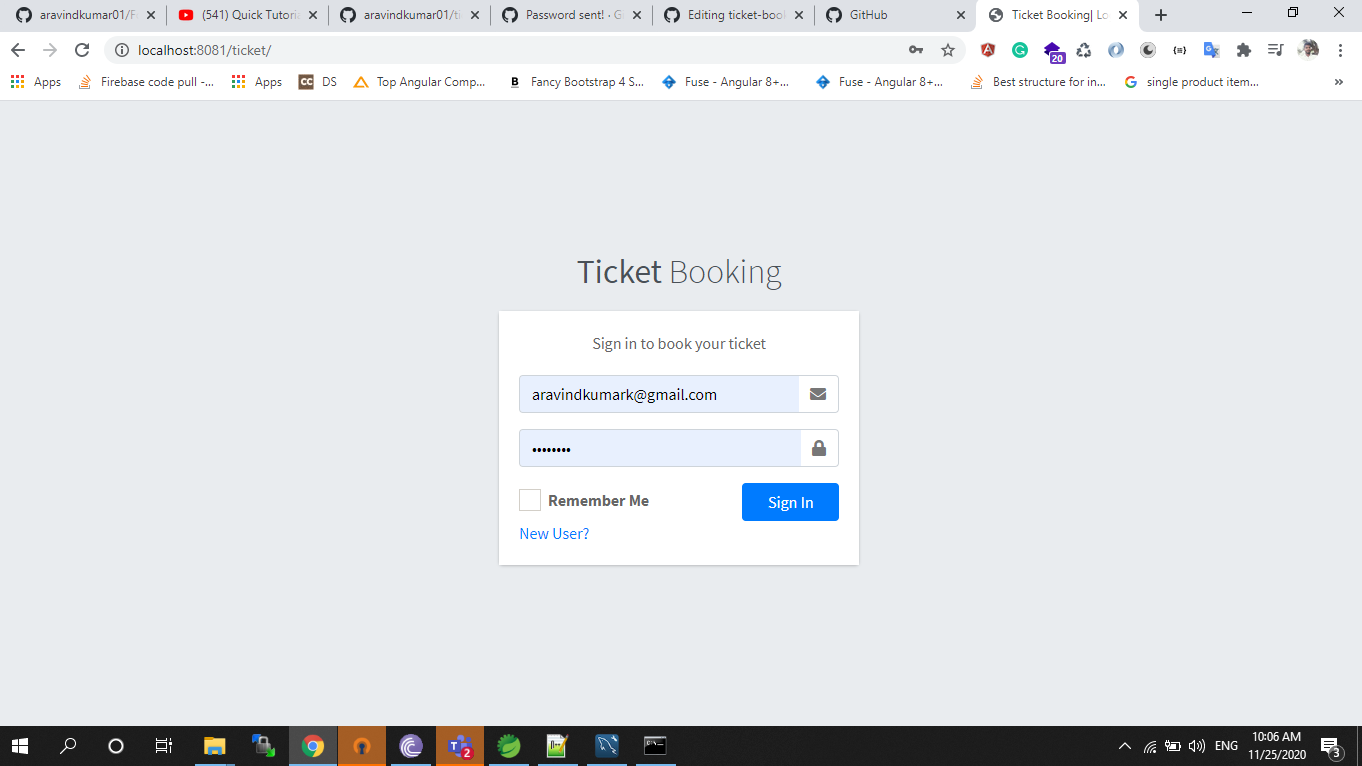 aravindkumar01/F
(541) Quick Tutori
aravindkumar01/ti
Password sent! · G
Editing ticket-boo
GitHub
Ticket Booking| Lo
localhost:8081/ticket/
20
Apps
Firebase code pull -...
Apps
CC DS
Top Angular Comp...
B Fancy Bootstrap 4 S...
Fuse - Angular 8+...
Fuse - Angular 8+...
Best structure for in...
single product item...
»
Ticket Booking
Sign in to book your ticket
aravindkumark@gmail.com
••••••••
Remember Me
Sign In
New User?
2
ENG
10:06 AM
11/25/2020
3